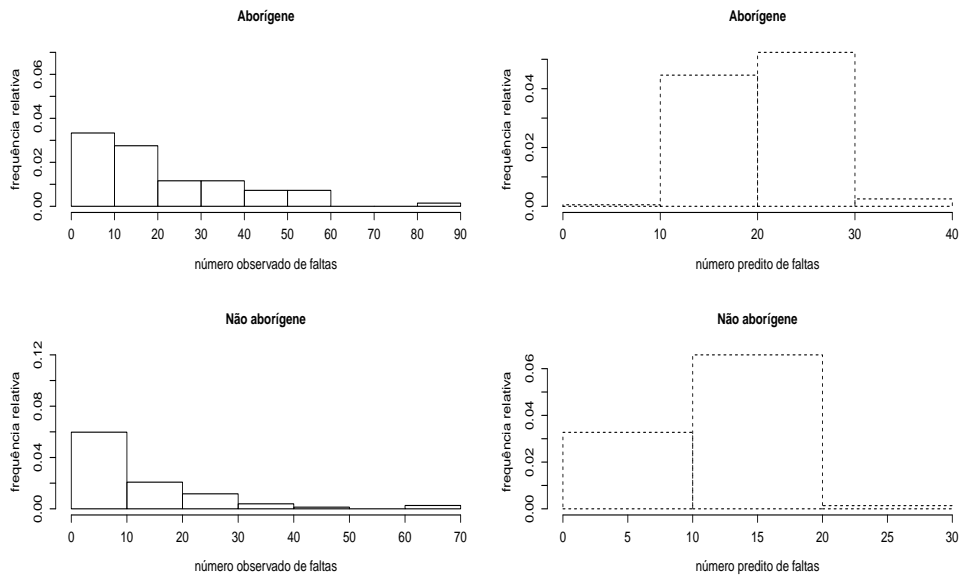 Aborígene
frequência relativa
0.00 0.02 0.04 0.06
0 10 20 30 40 50 60 70 80 90
número observado de faltas
Aborígene
frequência relativa
0.00 0.02 0.04
0 10 20 30 40
número predito de faltas
Não aborígene
frequência relativa
0.00 0.04 0.08 0.12
0 10 20 30 40 50 60 70
número observado de faltas
Não aborígene
frequência relativa
0.00 0.02 0.04 0.06
0 5 10 15 20 25 30
número predito de faltas